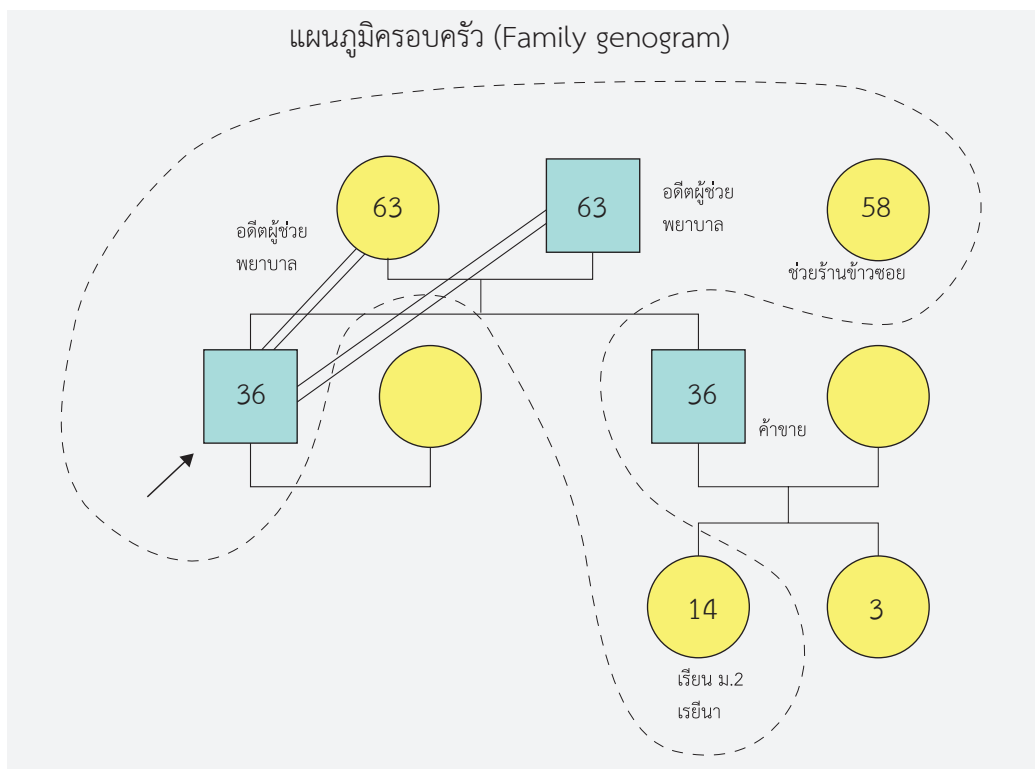 แผนภูมิครอบครัว (Family genogram)
63
อดีตผู้ช่วย
พยาบาล
63
อดีตผู้ช่วย
พยาบาล
58
ช่วยร้านข้าวซอย
36
36
ค้าขาย
14
เรียน ม.2
เรยีนา
3